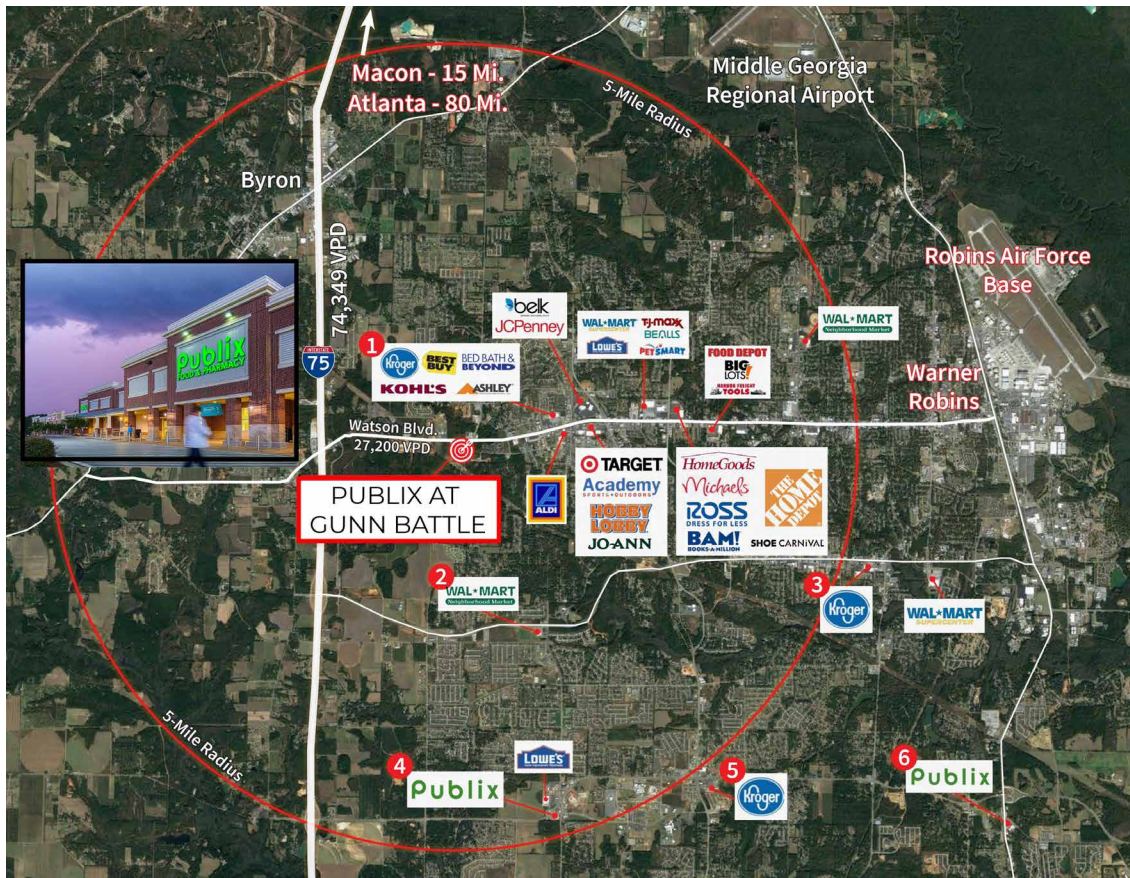 Macon - 15 Mi.
Atlanta - 80 Mi.
Middle Georgia
Regional Airport
5-Mile Radius
Byron
74,349 VPD
Robins Air Force
Base
Publix
FOOD & PHARMACY
INTERSTATE
75
belk
JCPenney
WAL★MART
SUPERCENTER
LOWE'S
T·J·maxx
BEALLS
PETSMART
WAL★MART
Neighborhood Market
1
Kroger
BEST BUY
BED BATH &
BEYOND
KOHL'S
ASHLEY
FOOD DEPOT
BIG
LOTS!
HARBOR FREIGHT
TOOLS
Warner
Robins
Watson Blvd.
27,200 VPD
PUBLIX AT
GUNN BATTLE
ALDI
TARGET
Academy
SPORTS+OUTDOORS
HOBBY
LOBBY
JO-ANN
HomeGoods
Michaels
ROSS
DRESS FOR LESS
BAM!
BOOKS-A-MILLION
THE HOME DEPOT
SHOE CARNIVAL
2
WAL★MART
Neighborhood Market
3
Kroger
WAL★MART
SUPERCENTER
5-Mile Radius
4
Publix
LOWE'S
5
Kroger
6
Publix